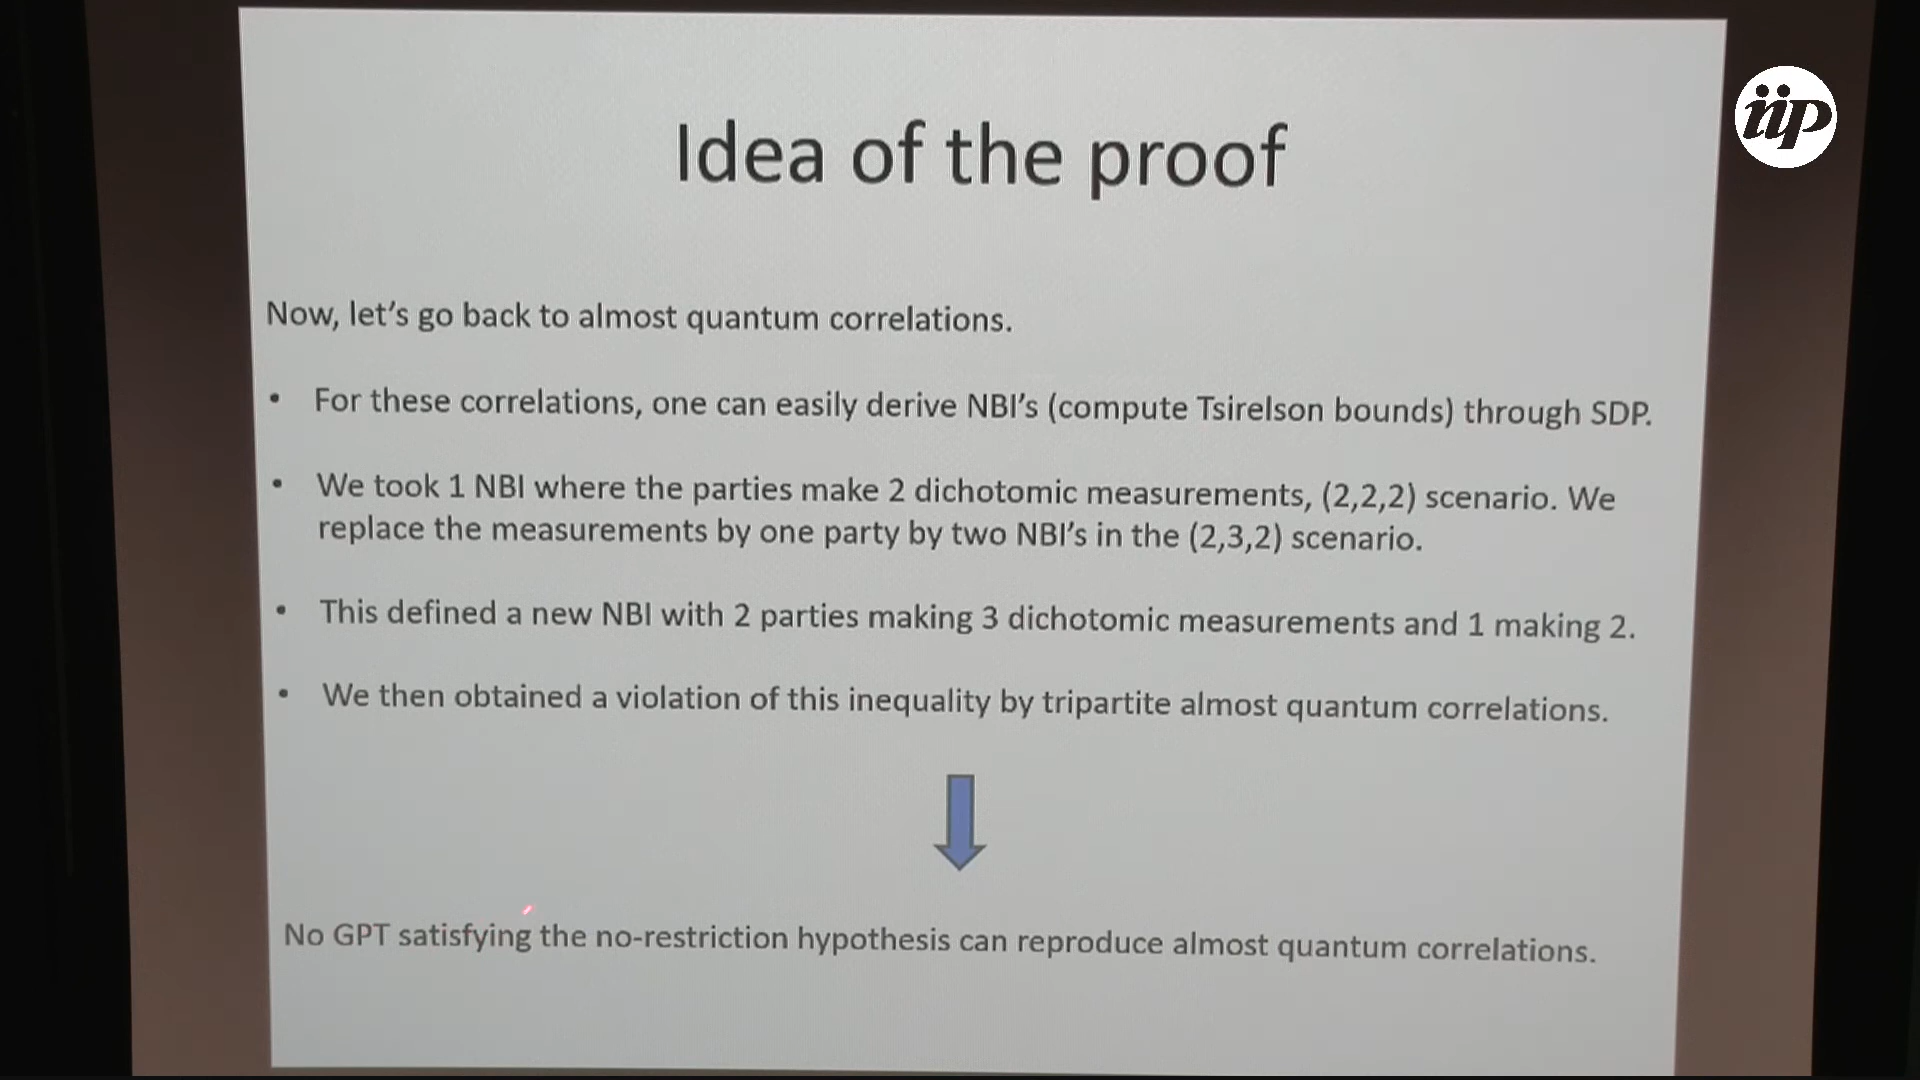 iip
Idea of the proof
Now, let's go back to almost quantum correlations.
• For these correlations, one can easily derive NBI's (compute Tsirelson bounds) through SDP.
• We took 1 NBI where the parties make 2 dichotomic measurements, (2,2,2) scenario. We
replace the measurements by one party by two NBI's in the (2,3,2) scenario.
• This defined a new NBI with 2 parties making 3 dichotomic measurements and 1 making 2.
• We then obtained a violation of this inequality by tripartite almost quantum correlations.
No GPT satisfying the no-restriction hypothesis can reproduce almost quantum correlations.